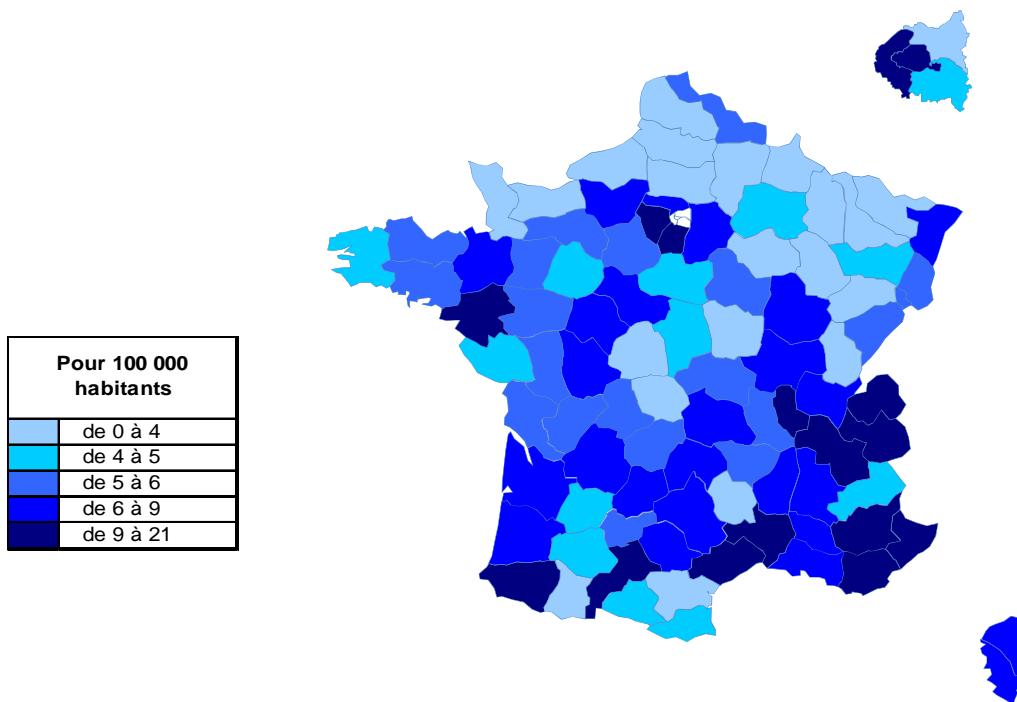 Pour 100 000
habitants
de 0 à 4
de 4 à 5
de 5 à 6
de 6 à 9
de 9 à 21